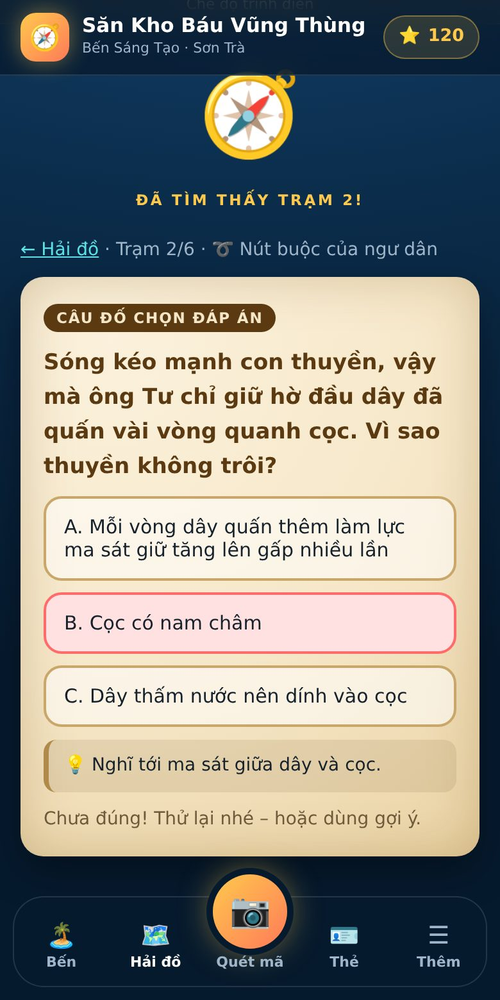 Chế độ trình diễn
Săn Kho Báu Vũng Thùng
Bến Sáng Tạo · Sơn Trà
⭐ 120
ĐÃ TÌM THẤY TRẠM 2!
← Hải đồ · Trạm 2/6 · ➰ Nút buộc của ngư dân
CÂU ĐỐ CHỌN ĐÁP ÁN
Sóng kéo mạnh con thuyền, vậy
mà ông Tư chỉ giữ hờ đầu dây đã
quấn vài vòng quanh cọc. Vì sao
thuyền không trôi?
A. Mỗi vòng dây quấn thêm làm lực
ma sát giữ tăng lên gấp nhiều lần
B. Cọc có nam châm
C. Dây thấm nước nên dính vào cọc
💡 Nghĩ tới ma sát giữa dây và cọc.
Chưa đúng! Thử lại nhé – hoặc dùng gợi ý.
Bến
Hải đồ
Quét mã
Thẻ
Thêm